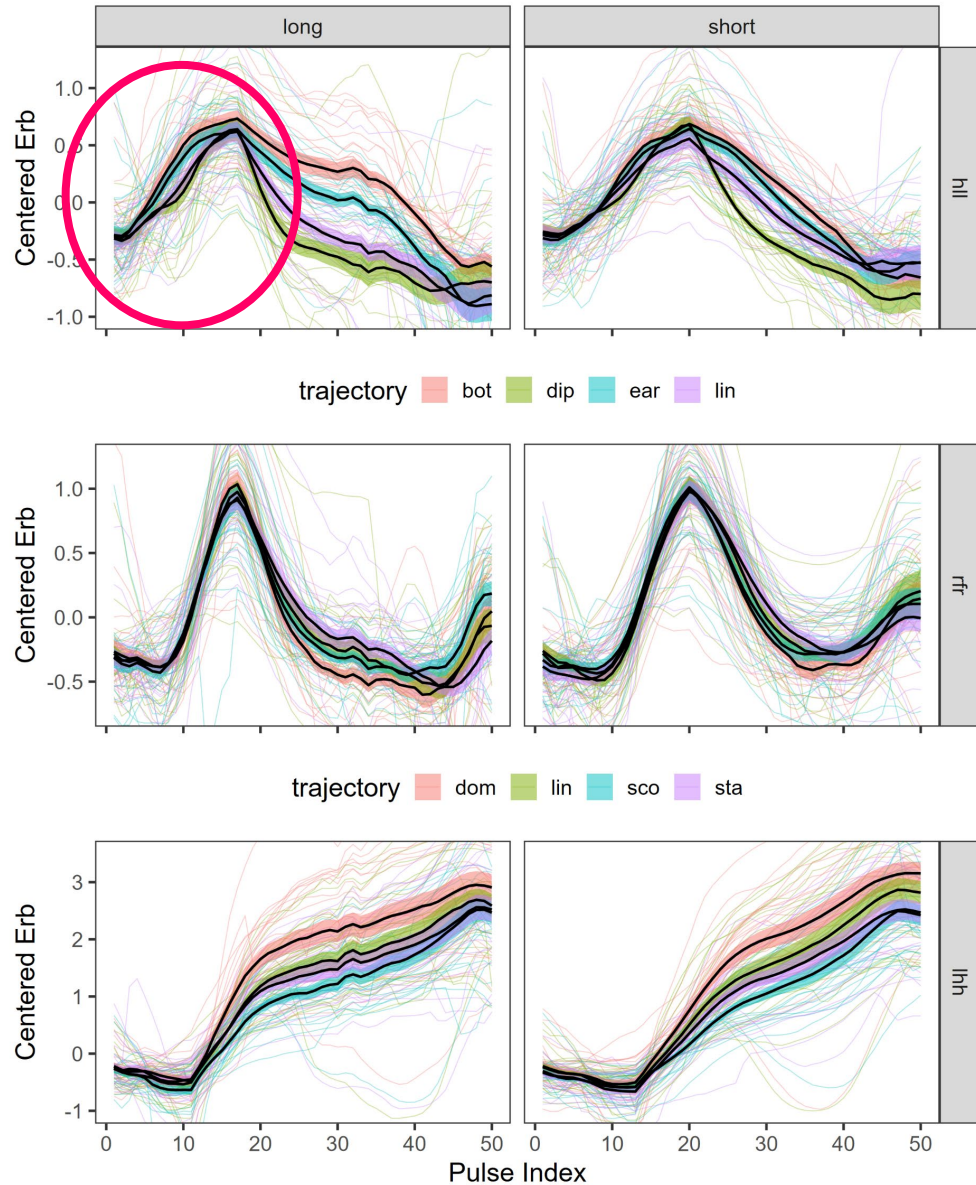 long short
Centered Erb
1.0
0.0
-0.5
-1.0
hll
trajectory bot dip ear lin
Centered Erb
1.0
0.5
0.0
-0.5
rfr
trajectory dom lin sco sta
Centered Erb
3
2
1
0
-1
lhh
0 10 20 30 40 50 0 10 20 30 40 50
Pulse Index